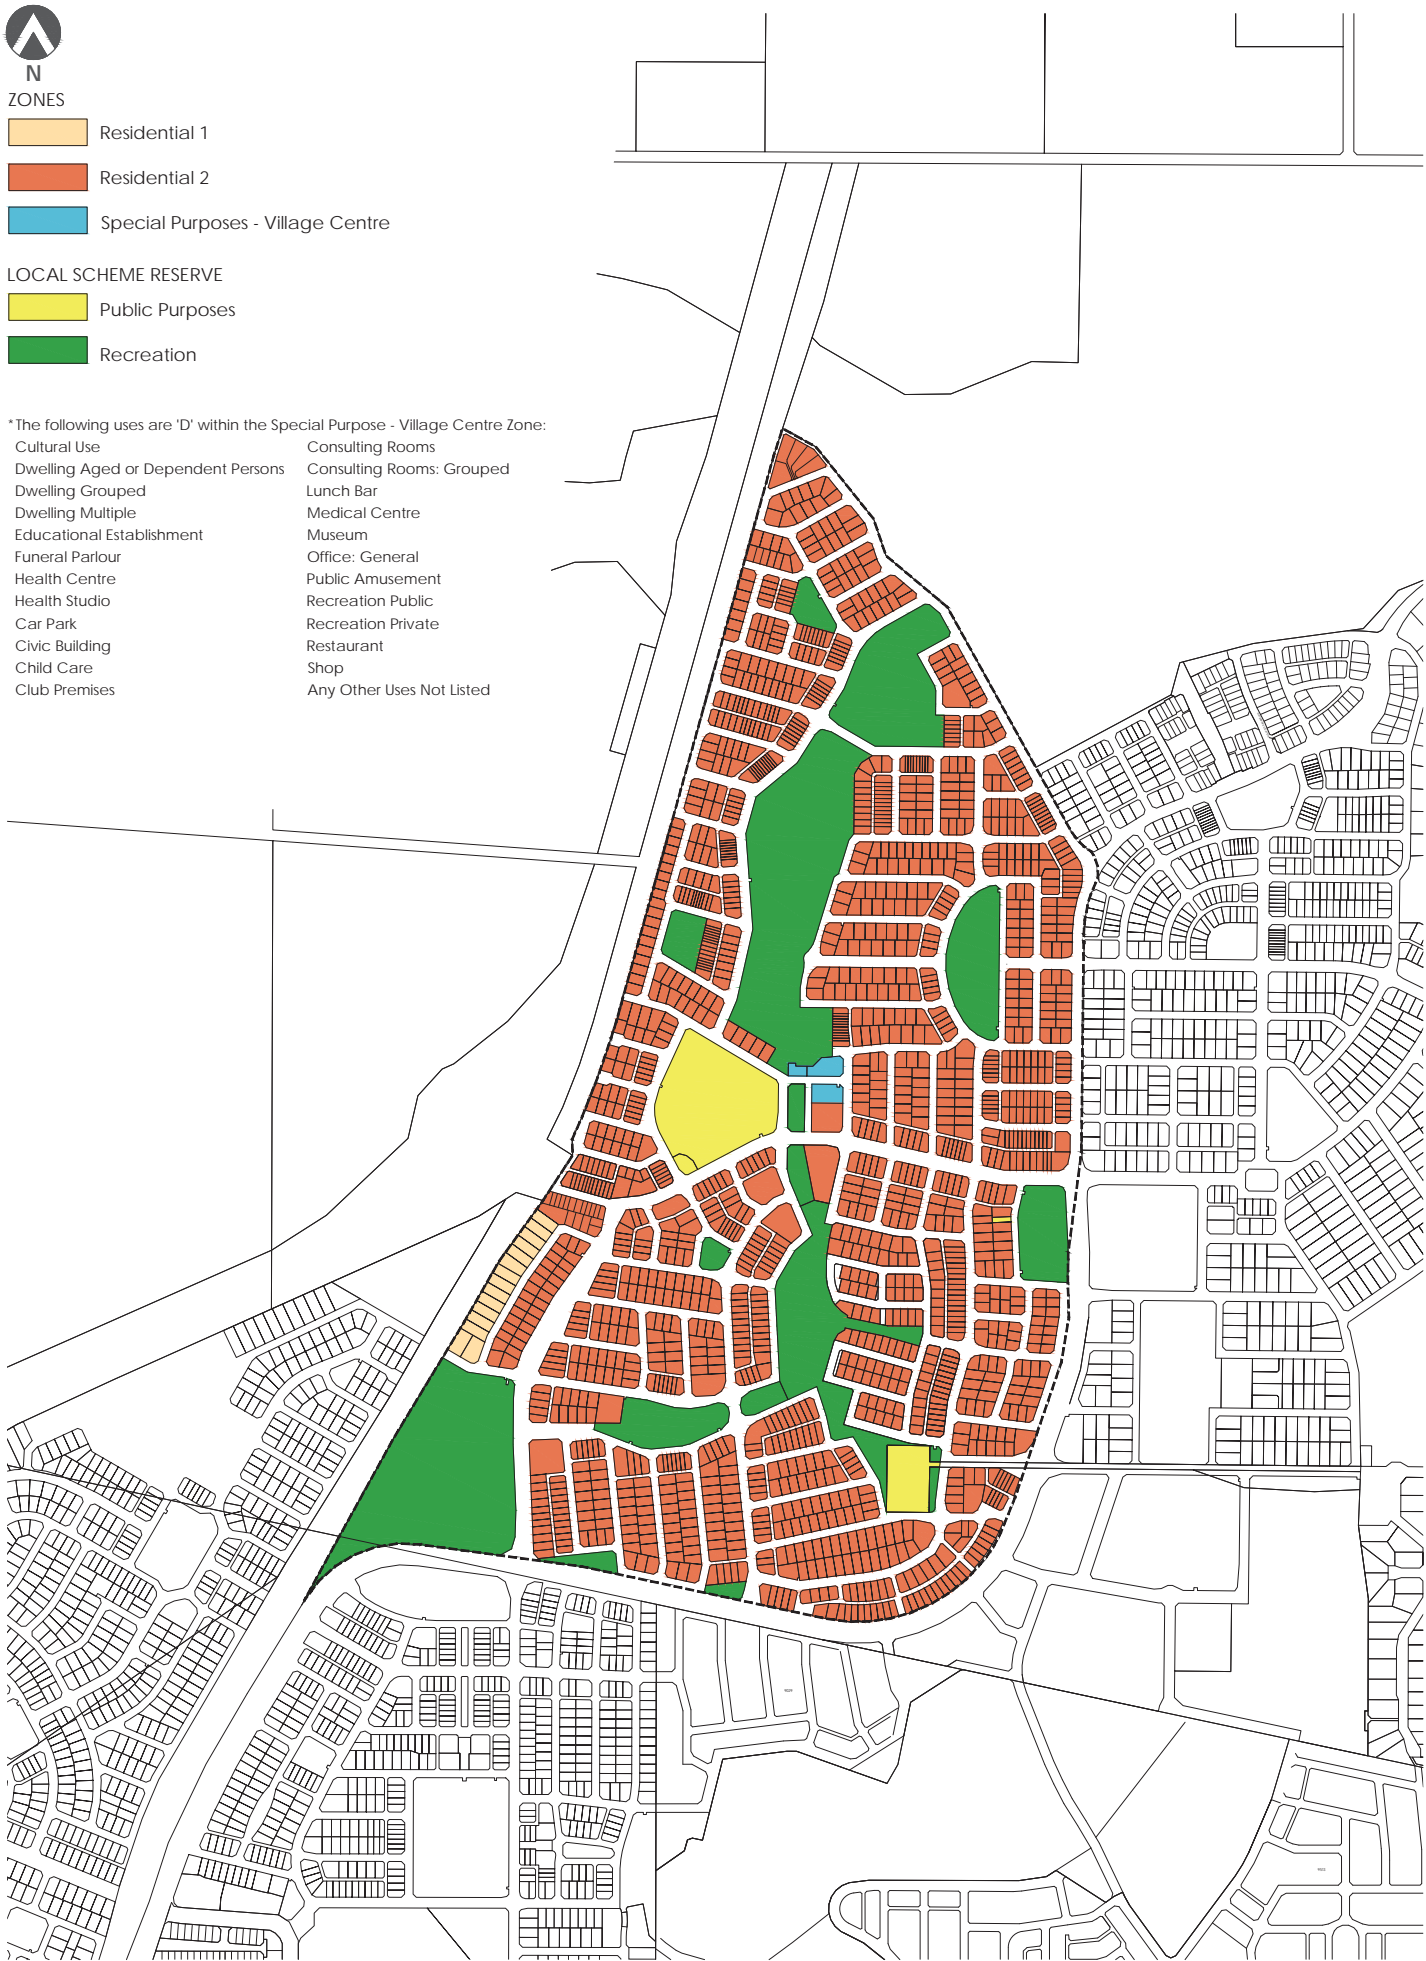 N
ZONES
Residential 1
Residential 2
Special Purposes - Village Centre
LOCAL SCHEME RESERVE
Public Purposes
Recreation
*The following uses are 'D' within the Special Purpose - Village Centre Zone:
Cultural Use
Dwelling Aged or Dependent Persons
Dwelling Grouped
Dwelling Multiple
Educational Establishment
Funeral Parlour
Health Centre
Health Studio
Car Park
Civic Building
Child Care
Club Premises
Consulting Rooms
Consulting Rooms: Grouped
Lunch Bar
Medical Centre
Museum
Office: General
Public Amusement
Recreation Public
Recreation Private
Restaurant
Shop
Any Other Uses Not Listed